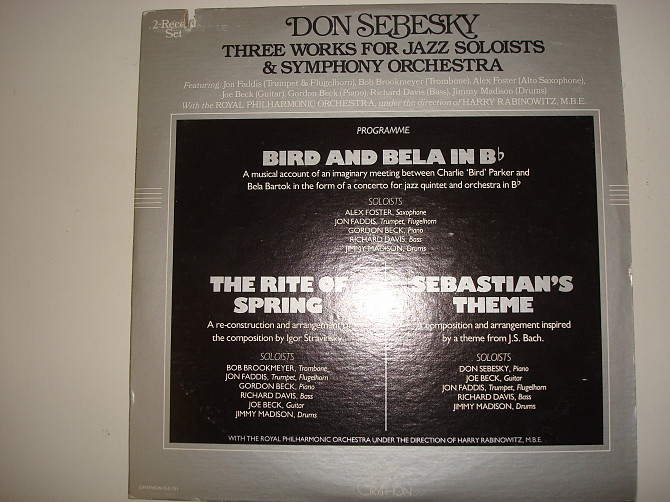 2-Record
Set
DON SEBESKY
THREE WORKS FOR JAZZ SOLOISTS
& SYMPHONY ORCHESTRA
Featuring: Jon Faddis (Trumpet & Flugelhorn), Bob Brookmeyer (Trombone), Alex Foster (Alto Saxophone),
Joe Beck (Guitar), Gordon Beck (Piano), Richard Davis (Bass), Jimmy Madison (Drums)
With the ROYAL PHILHARMONIC ORCHESTRA, under the direction of HARRY RABINOWITZ, M.B.E.
PROGRAMME
BIRD AND BELA IN B♭
A musical account of an imaginary meeting between Charlie 'Bird' Parker and
Bela Bartok in the form of a concerto for jazz quintet and orchestra in B♭
SOLOISTS
ALEX FOSTER, Saxophone
JON FADDIS, Trumpet, Flugelhorn
GORDON BECK, Piano
RICHARD DAVIS, Bass
JIMMY MADISON, Drums
THE RITE OF
SPRING
A re-construction and arrangement of
the composition by Igor Stravinsky
SOLOISTS
BOB BROOKMEYER, Trombone
JON FADDIS, Trumpet, Flugelhorn
GORDON BECK, Piano
RICHARD DAVIS, Bass
JOE BECK, Guitar
JIMMY MADISON, Drums
SEBASTIAN'S
THEME
A composition and arrangement inspired
by a theme from J.S. Bach.
SOLOISTS
DON SEBESKY, Piano
JOE BECK, Guitar
JON FADDIS, Trumpet, Flugelhorn
RICHARD DAVIS, Bass
JIMMY MADISON, Drums
WITH THE ROYAL PHILHARMONIC ORCHESTRA UNDER THE DIRECTION OF HARRY RABINOWITZ, M.B.E.
GRYPHON